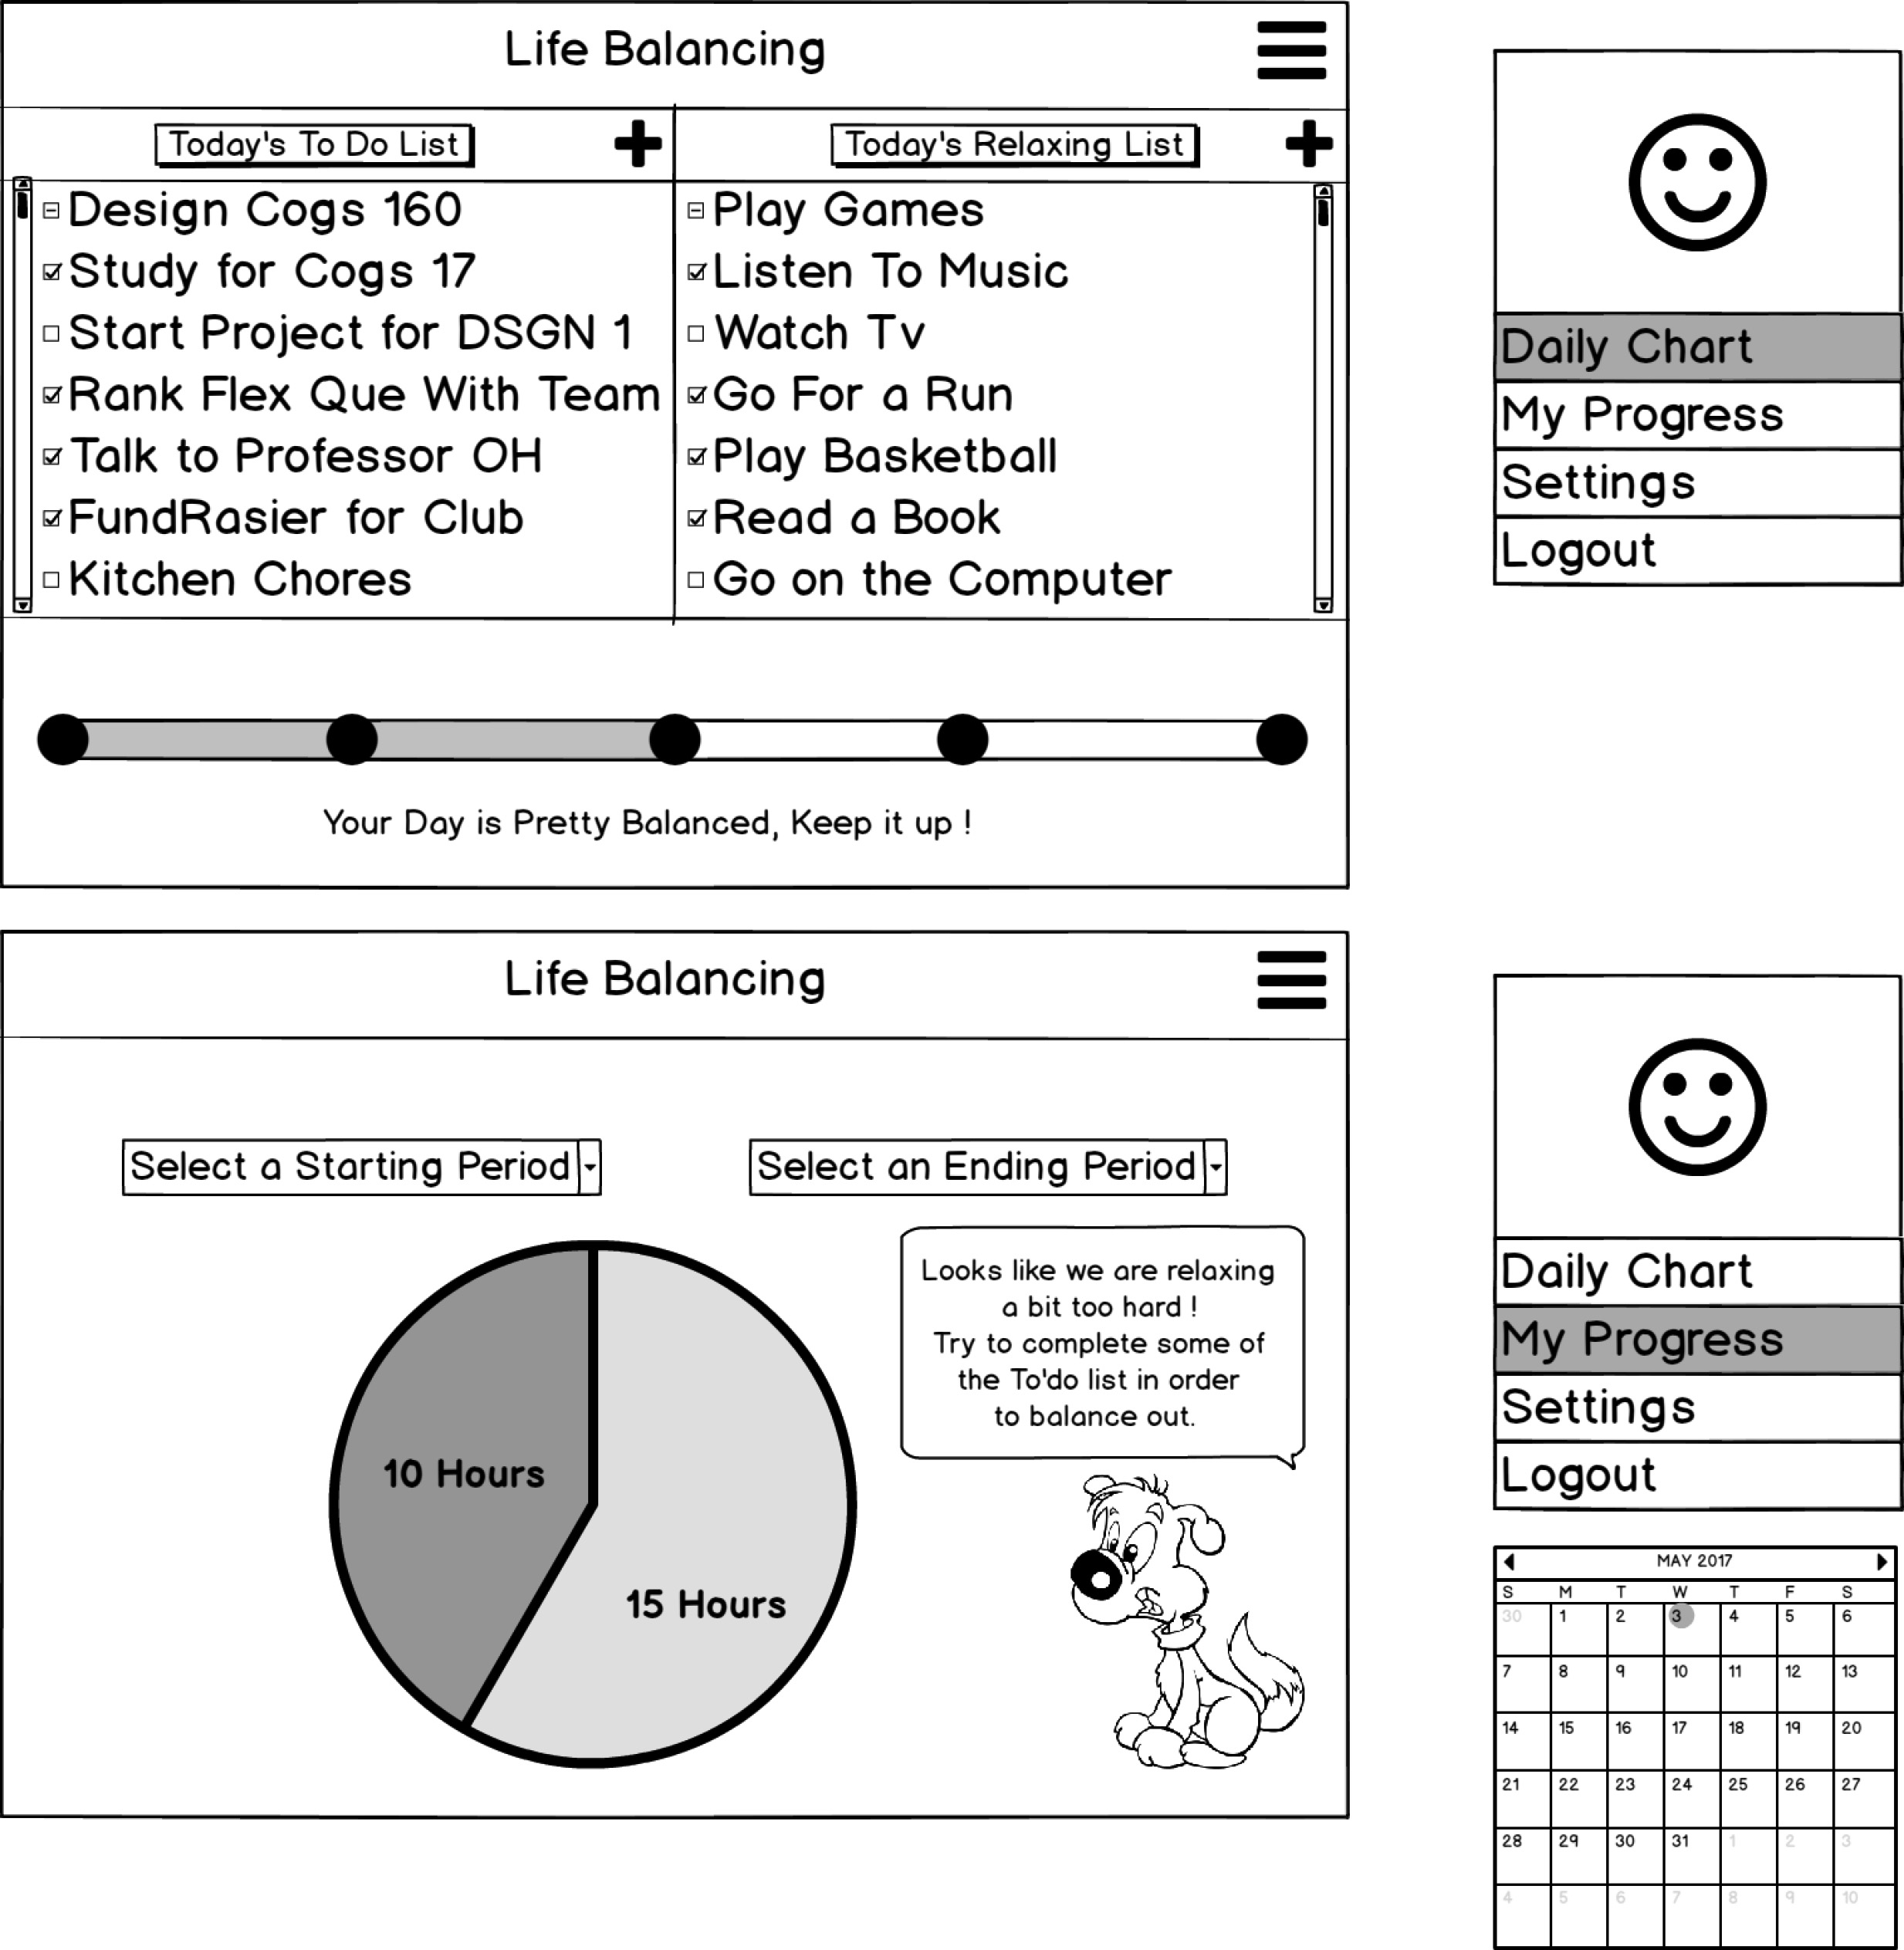 Life Balancing
Today's To Do List
Today's Relaxing List
Design Cogs 160
Study for Cogs 17
Start Project for DSGN 1
Rank Flex Que With Team
Talk to Professor OH
FundRasier for Club
Kitchen Chores
Play Games
Listen To Music
Watch Tv
Go For a Run
Play Basketball
Read a Book
Go on the Computer
Your Day is Pretty Balanced, Keep it up !
Daily Chart
My Progress
Settings
Logout
Life Balancing
Select a Starting Period
Select an Ending Period
Looks like we are relaxing
a bit too hard !
Try to complete some of
the To'do list in order
to balance out.
10 Hours
15 Hours
Daily Chart
My Progress
Settings
Logout
MAY 2017
S M T W T F S
30 1 2 3 4 5 6
7 8 9 10 11 12 13
14 15 16 17 18 19 20
21 22 23 24 25 26 27
28 29 30 31 1 2 3
4 5 6 7 8 9 10